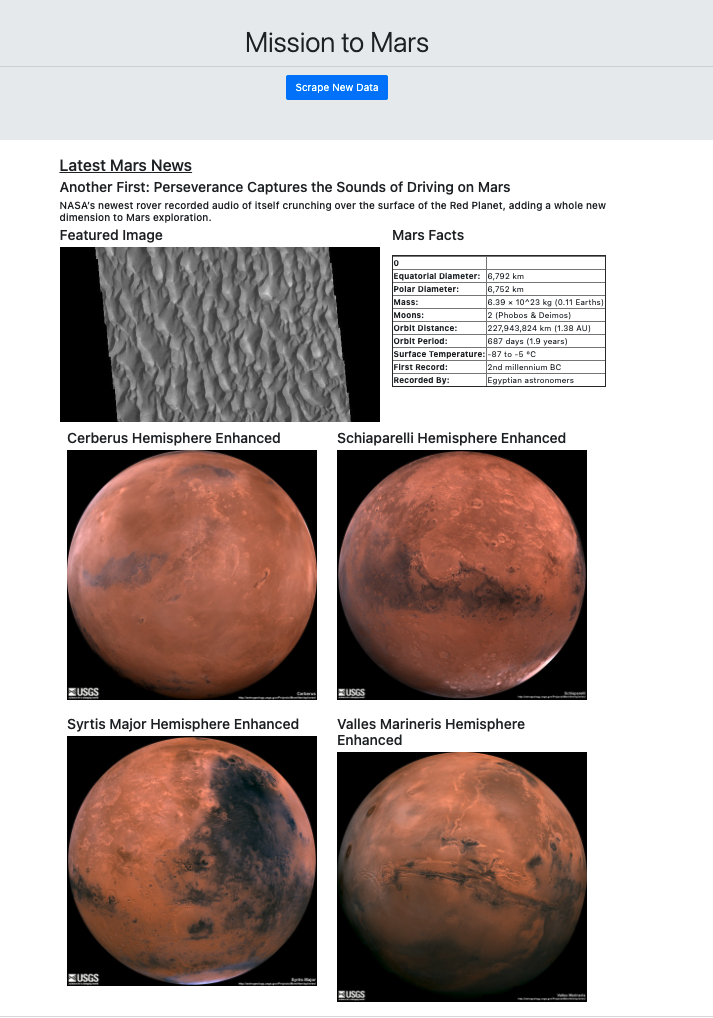 Mission to Mars
Scrape New Data
Latest Mars News
Another First: Perseverance Captures the Sounds of Driving on Mars
NASA's newest rover recorded audio of itself crunching over the surface of the Red Planet, adding a whole new
dimension to Mars exploration.
Featured Image
Mars Facts
0
Equatorial Diameter: 6,792 km
Polar Diameter: 6,752 km
Mass: 6.39 × 10^23 kg (0.11 Earths)
Moons: 2 (Phobos & Deimos)
Orbit Distance: 227,943,824 km (1.38 AU)
Orbit Period: 687 days (1.9 years)
Surface Temperature: -87 to -5 °C
First Record: 2nd millennium BC
Recorded By: Egyptian astronomers
Cerberus Hemisphere Enhanced
USGS
Cerberus
Schiaparelli Hemisphere Enhanced
USGS
Schiaparelli
Syrtis Major Hemisphere Enhanced
USGS
Syrtis Major
Valles Marineris Hemisphere
Enhanced
USGS
Valles Marineris